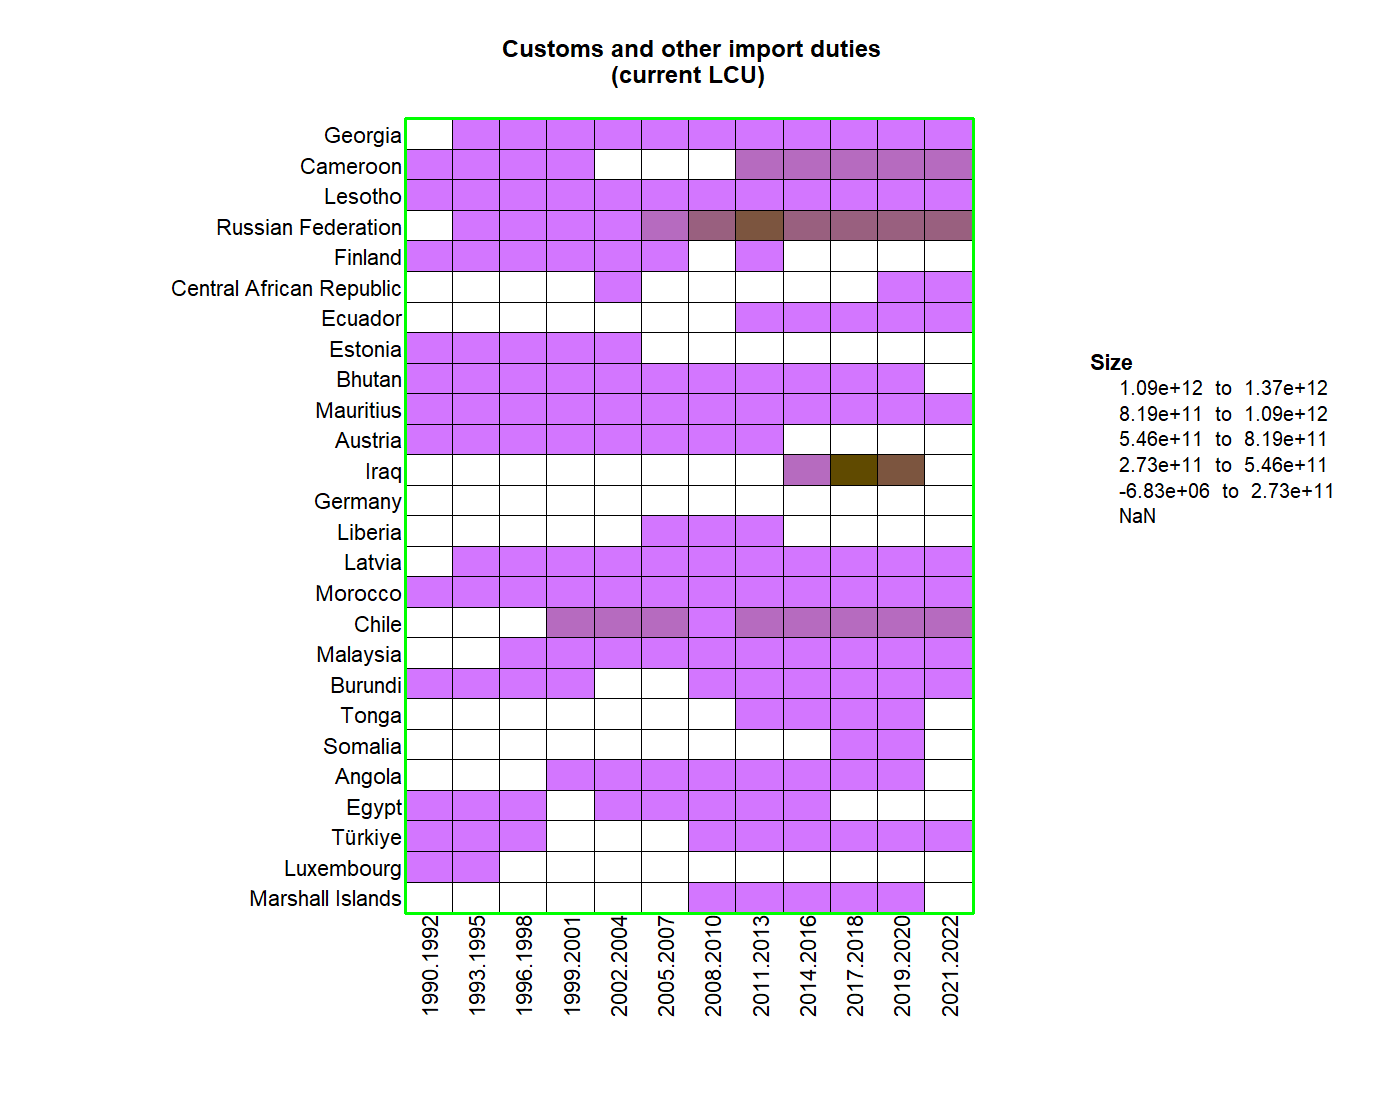 Customs and other import duties
(current LCU)
Georgia
Cameroon
Lesotho
Russian Federation
Finland
Central African Republic
Ecuador
Estonia
Bhutan
Mauritius
Austria
Iraq
Germany
Liberia
Latvia
Morocco
Chile
Malaysia
Burundi
Tonga
Somalia
Angola
Egypt
Türkiye
Luxembourg
Marshall Islands
1990.1992
1993.1995
1996.1998
1999.2001
2002.2004
2005.2007
2008.2010
2011.2013
2014.2016
2017.2018
2019.2020
2021.2022
Size
1.09e+12 to 1.37e+12
8.19e+11 to 1.09e+12
5.46e+11 to 8.19e+11
2.73e+11 to 5.46e+11
-6.83e+06 to 2.73e+11
NaN